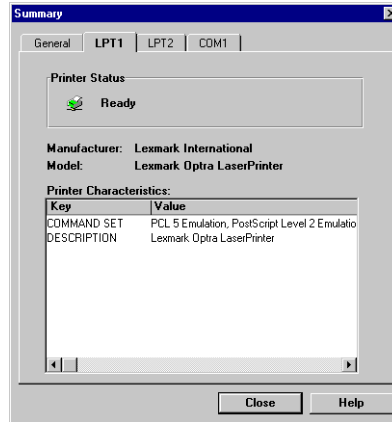 Summary
General LPT1 LPT2 COM1
Printer Status
Ready
Manufacturer: Lexmark International
Model: Lexmark Optra LaserPrinter
Printer Characteristics:
Key Value
COMMAND SET PCL 5 Emulation, PostScript Level 2 Emulatio
DESCRIPTION Lexmark Optra LaserPrinter
Close Help